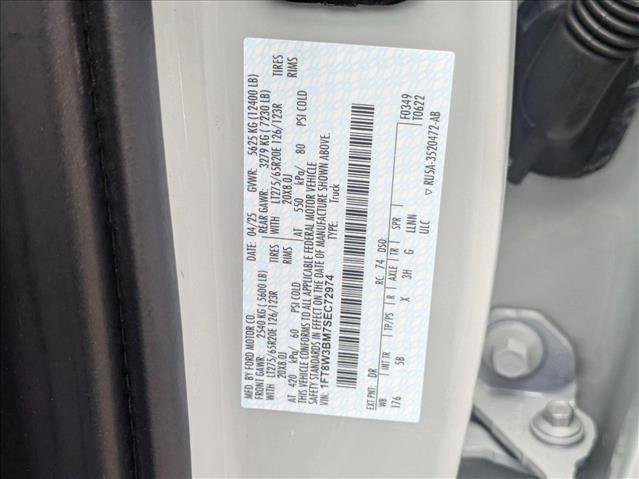 MFD. BY FORD MOTOR CO.
DATE: 04/25 GVWR: 5625 KG (12400 LB)
FRONT GAWR: 2540 KG (5600 LB) REAR GAWR: 3279 KG (7230 LB)
WITH LT275/65R20E 126/123R TIRES WITH LT275/65R20E 126/123R TIRES
20X8.0J RIMS 20X8.0J RIMS
AT 420 kPa/ 60 PSI COLD AT 550 kPa/ 80 PSI COLD
THIS VEHICLE CONFORMS TO ALL APPLICABLE FEDERAL MOTOR VEHICLE
SAFETY STANDARDS IN EFFECT ON THE DATE OF MANUFACTURE SHOWN ABOVE.
VIN: 1FT8W3BM7SEC72974 TYPE: Truck
EXT PNT: DR RC: 74 DSO: F0349
WB INT TR TP/PS R AXLE TR SPR T0622
176 5B X 3H G LLNN
ULC ▽ RU5A-3520472-AB